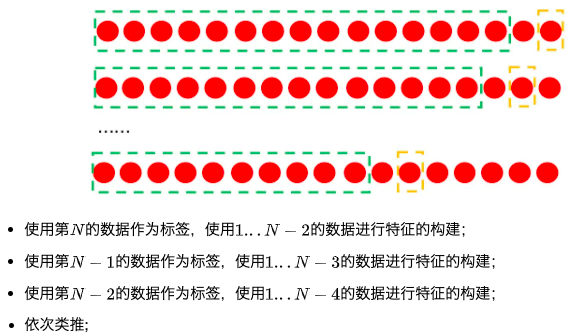 ......
使用第N的数据作为标签，使用1...N − 2的数据进行特征的构建；
使用第N − 1的数据作为标签，使用1...N − 3的数据进行特征的构建；
使用第N − 2的数据作为标签，使用1...N − 4的数据进行特征的构建；
依次类推；